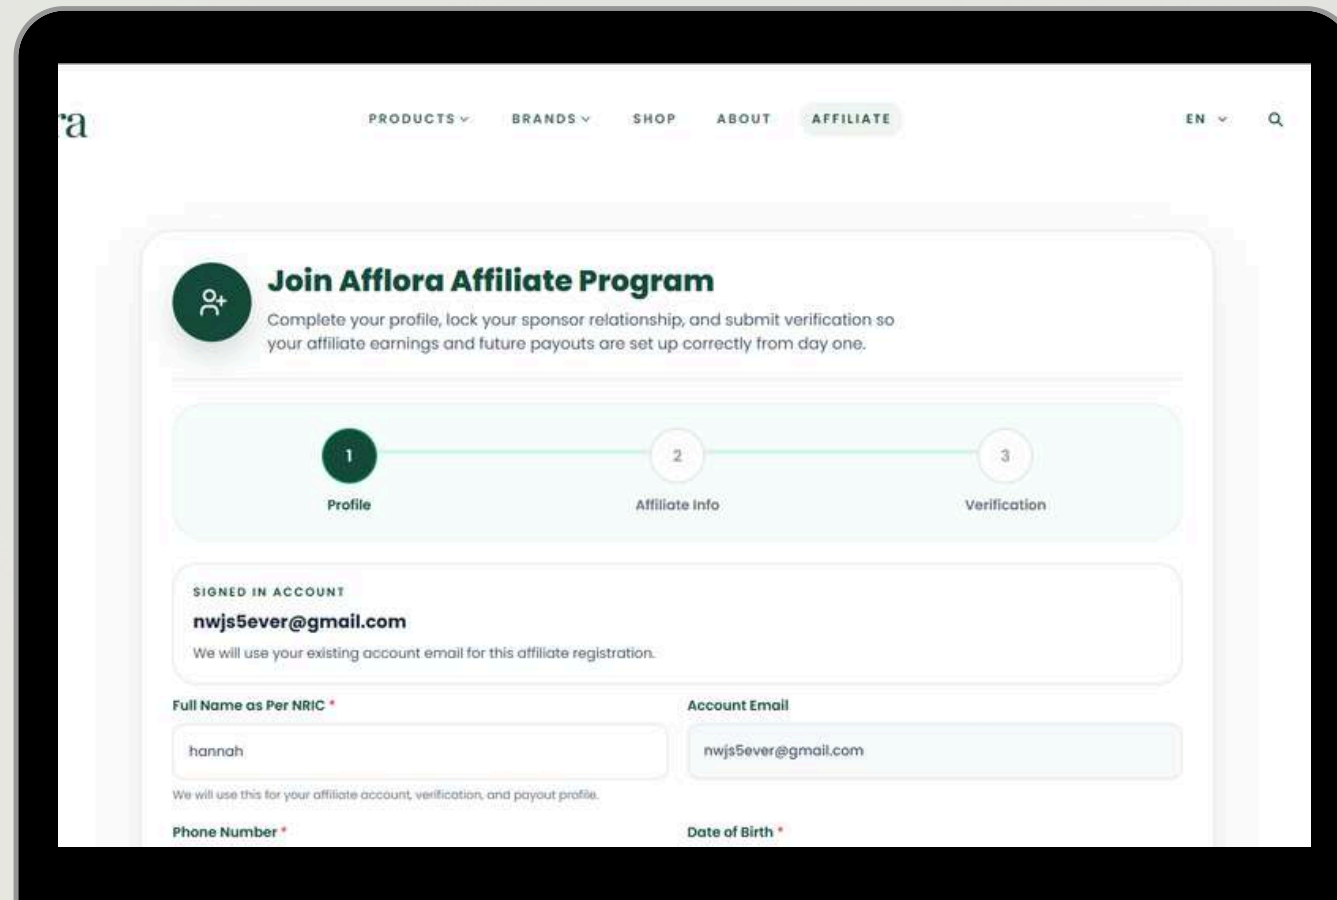 ra
PRODUCTS BRANDS SHOP ABOUT AFFILIATE EN
Join Afflora Affiliate Program
Complete your profile, lock your sponsor relationship, and submit verification so
your affiliate earnings and future payouts are set up correctly from day one.
1 2 3
Profile Affiliate Info Verification
SIGNED IN ACCOUNT
nwjs5ever@gmail.com
We will use your existing account email for this affiliate registration.
Full Name as Per NRIC * Account Email
hannah nwjs5ever@gmail.com
We will use this for your affiliate account, verification, and payout profile.
Phone Number * Date of Birth *